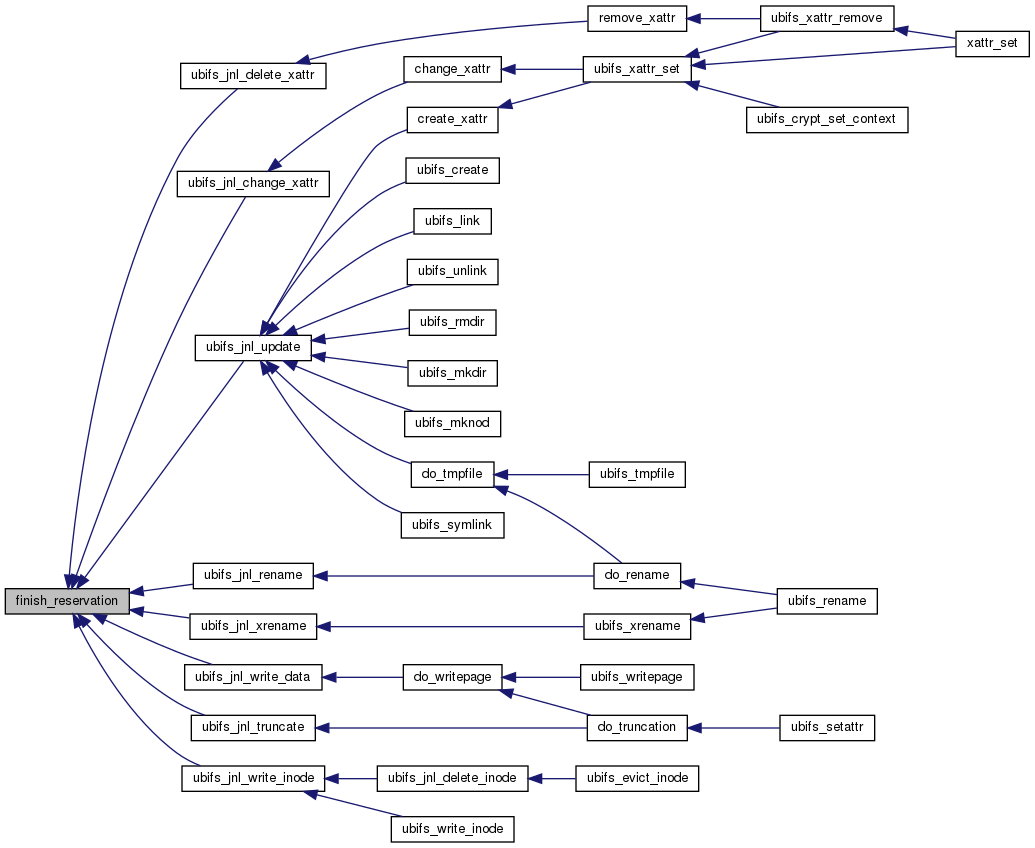 remove_xattr
ubifs_xattr_remove
xattr_set
ubifs_jnl_delete_xattr
change_xattr
ubifs_xattr_set
create_xattr
ubifs_crypt_set_context
ubifs_create
ubifs_jnl_change_xattr
ubifs_link
ubifs_unlink
ubifs_rmdir
ubifs_jnl_update
ubifs_mkdir
ubifs_mknod
do_tmpfile
ubifs_tmpfile
ubifs_symlink
ubifs_jnl_rename
do_rename
finish_reservation
ubifs_rename
ubifs_jnl_xrename
ubifs_xrename
ubifs_jnl_write_data
do_writepage
ubifs_writepage
ubifs_jnl_truncate
do_truncation
ubifs_setattr
ubifs_jnl_write_inode
ubifs_jnl_delete_inode
ubifs_evict_inode
ubifs_write_inode